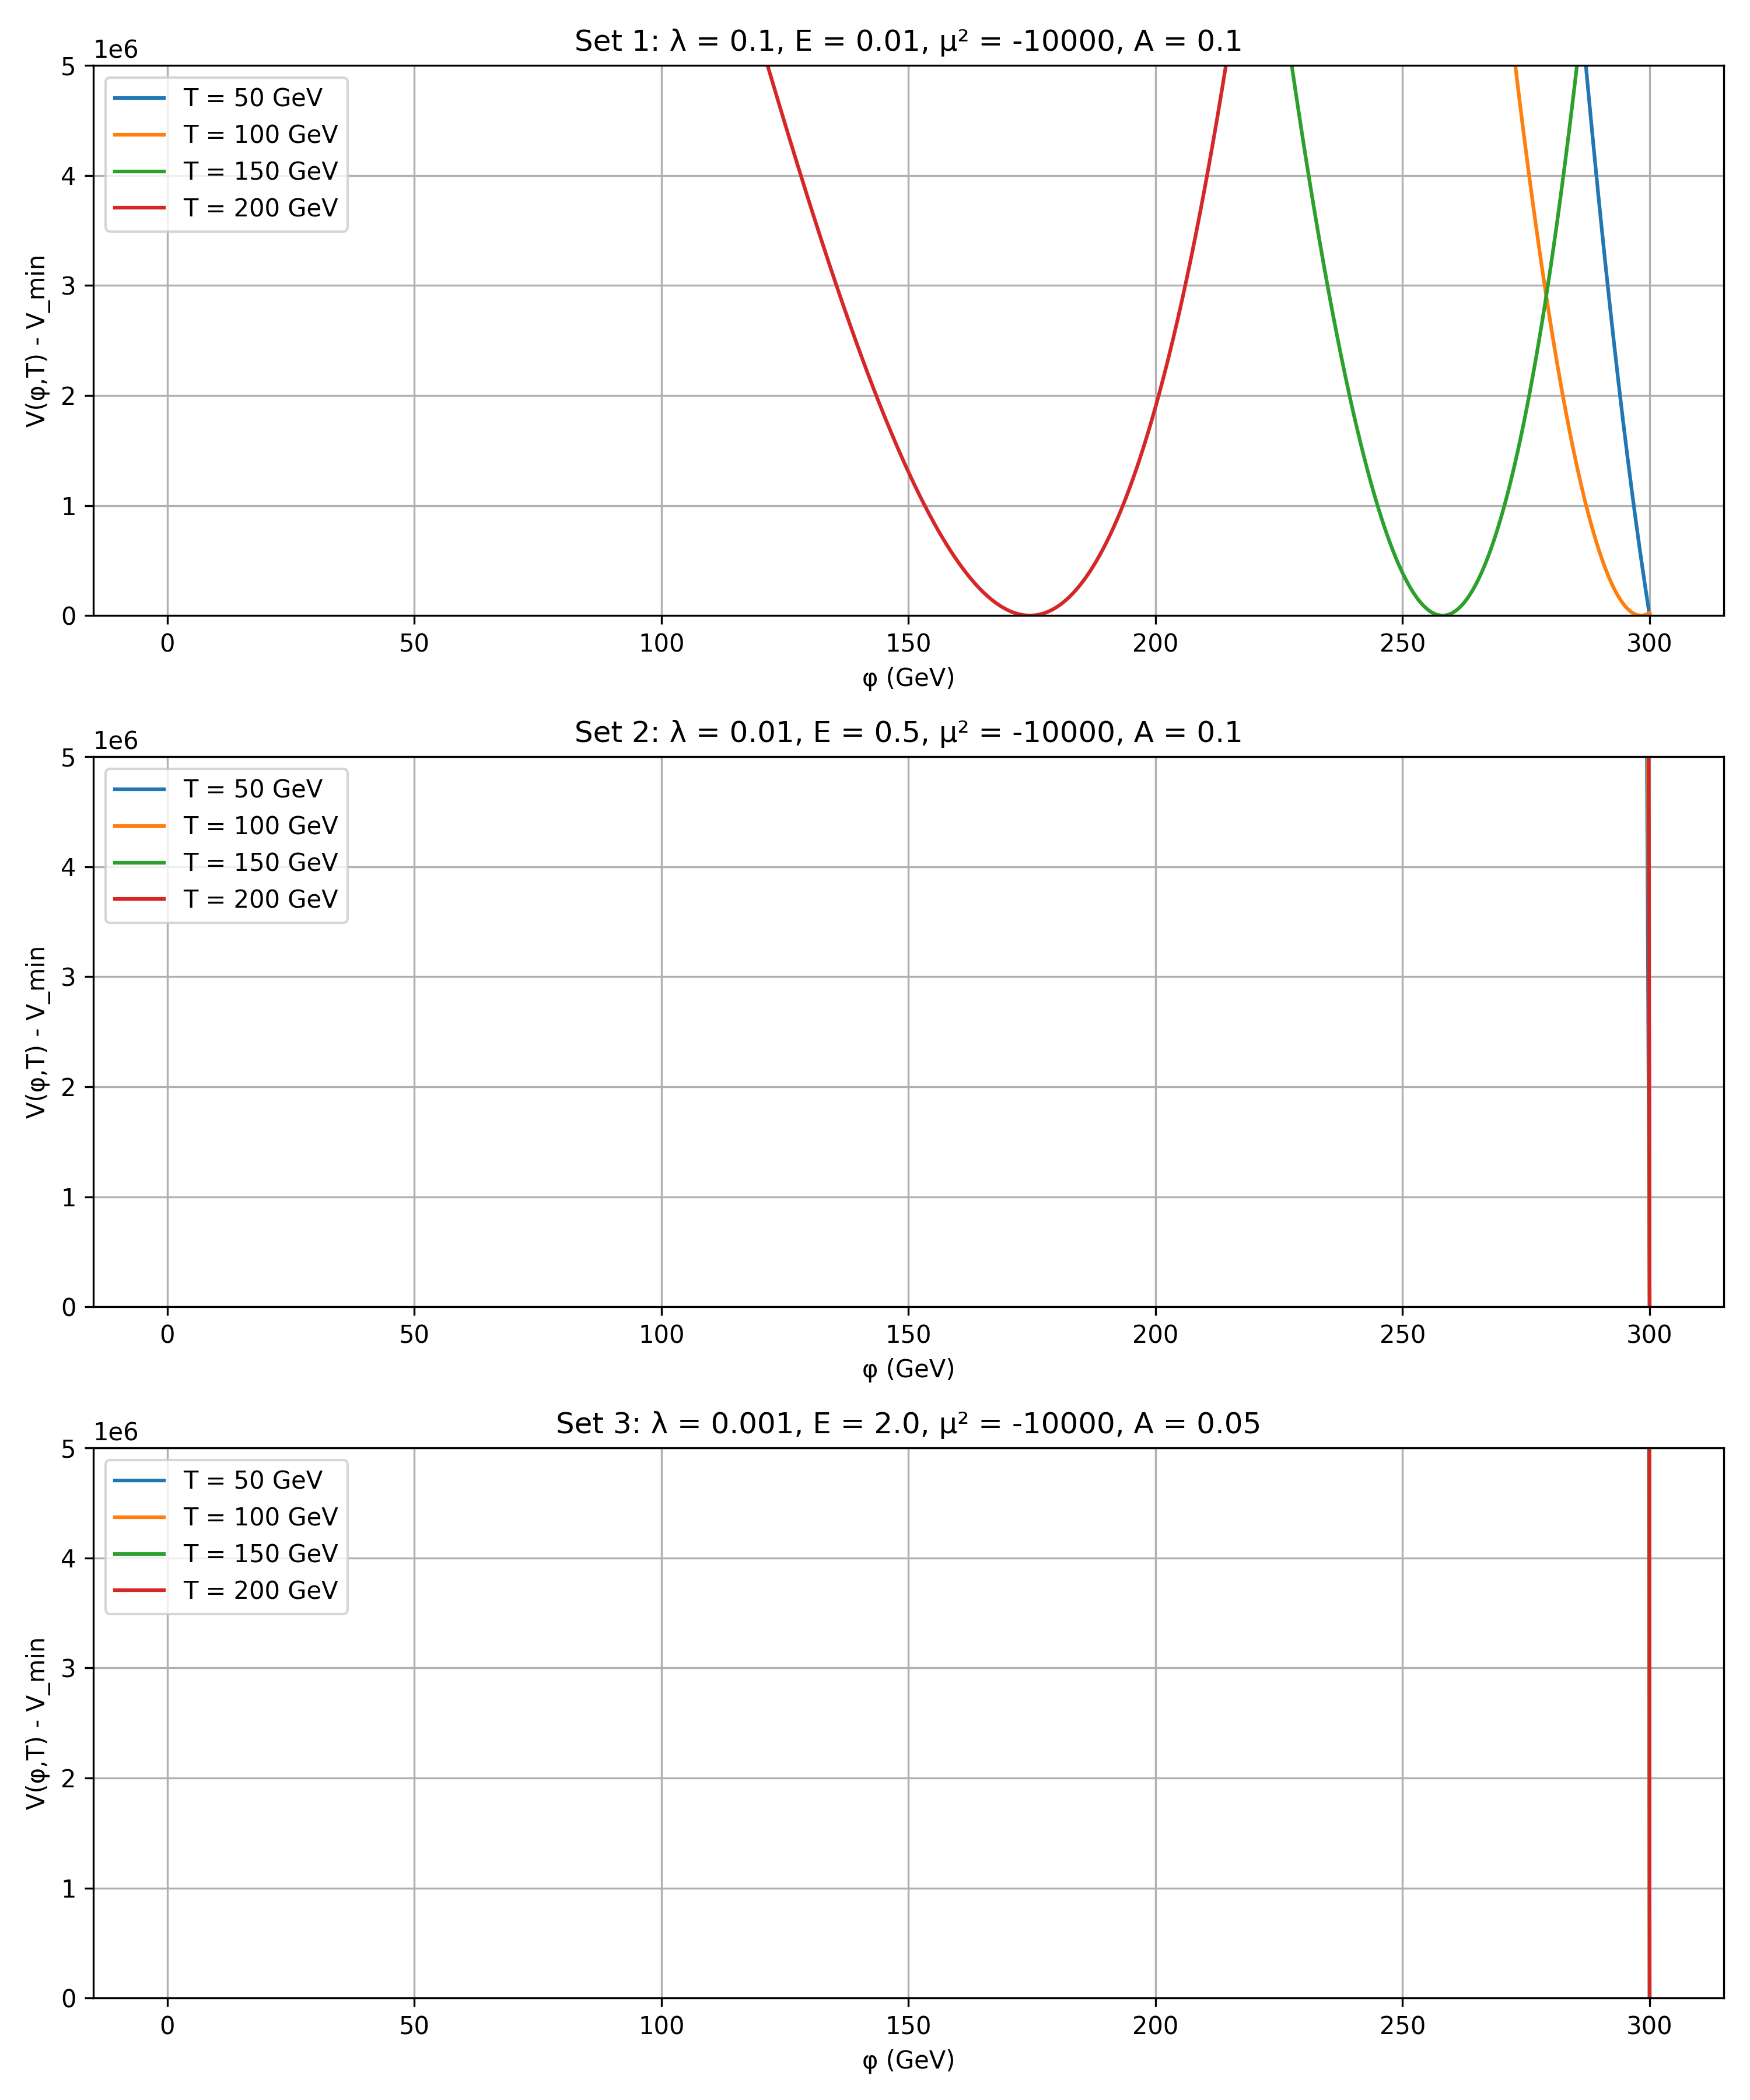 Set 1: λ = 0.1, E = 0.01, μ² = -10000, A = 0.1
1e6
T = 50 GeV
T = 100 GeV
T = 150 GeV
T = 200 GeV
V(φ,T) - V_min
5
4
3
2
1
0
0 50 100 150 200 250 300
φ (GeV)
Set 2: λ = 0.01, E = 0.5, μ² = -10000, A = 0.1
1e6
T = 50 GeV
T = 100 GeV
T = 150 GeV
T = 200 GeV
V(φ,T) - V_min
5
4
3
2
1
0
0 50 100 150 200 250 300
φ (GeV)
Set 3: λ = 0.001, E = 2.0, μ² = -10000, A = 0.05
1e6
T = 50 GeV
T = 100 GeV
T = 150 GeV
T = 200 GeV
V(φ,T) - V_min
5
4
3
2
1
0
0 50 100 150 200 250 300
φ (GeV)